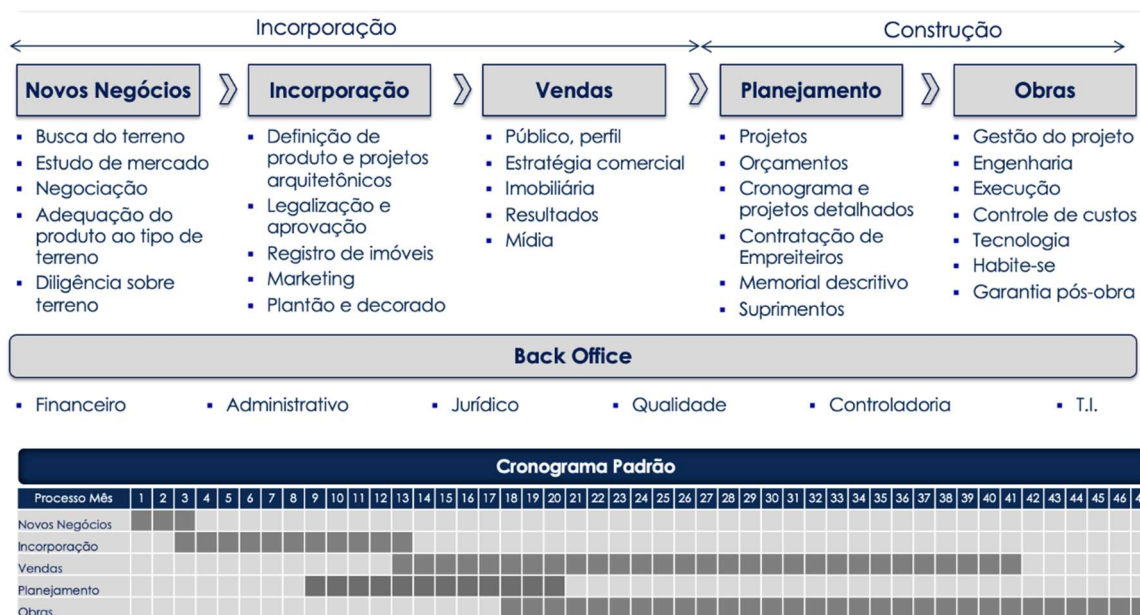 Incorporação
Construção
Novos Negócios
Incorporação
Vendas
Planejamento
Obras
Busca do terreno
Estudo de mercado
Negociação
Adequação do
produto ao tipo de
terreno
Diligência sobre
terreno
Definição de
produto e projetos
arquitetônicos
Legalização e
aprovação
Registro de imóveis
Marketing
Plantão e decorado
Público, perfil
Estratégia comercial
Imobiliária
Resultados
Mídia
Projetos
Orçamentos
Cronograma e
projetos detalhados
Contratação de
Empreiteiros
Memorial descritivo
Suprimentos
Gestão do projeto
Engenharia
Execução
Controle de custos
Tecnologia
Habite-se
Garantia pós-obra
Back Office
Financeiro
Administrativo
Jurídico
Qualidade
Controladoria
T.I.
Cronograma Padrão
Processo Mês 1 2 3 4 5 6 7 8 9 10 11 12 13 14 15 16 17 18 19 20 21 22 23 24 25 26 27 28 29 30 31 32 33 34 35 36 37 38 39 40 41 42 43 44 45 46
Novos Negócios
Incorporação
Vendas
Planejamento
Obras